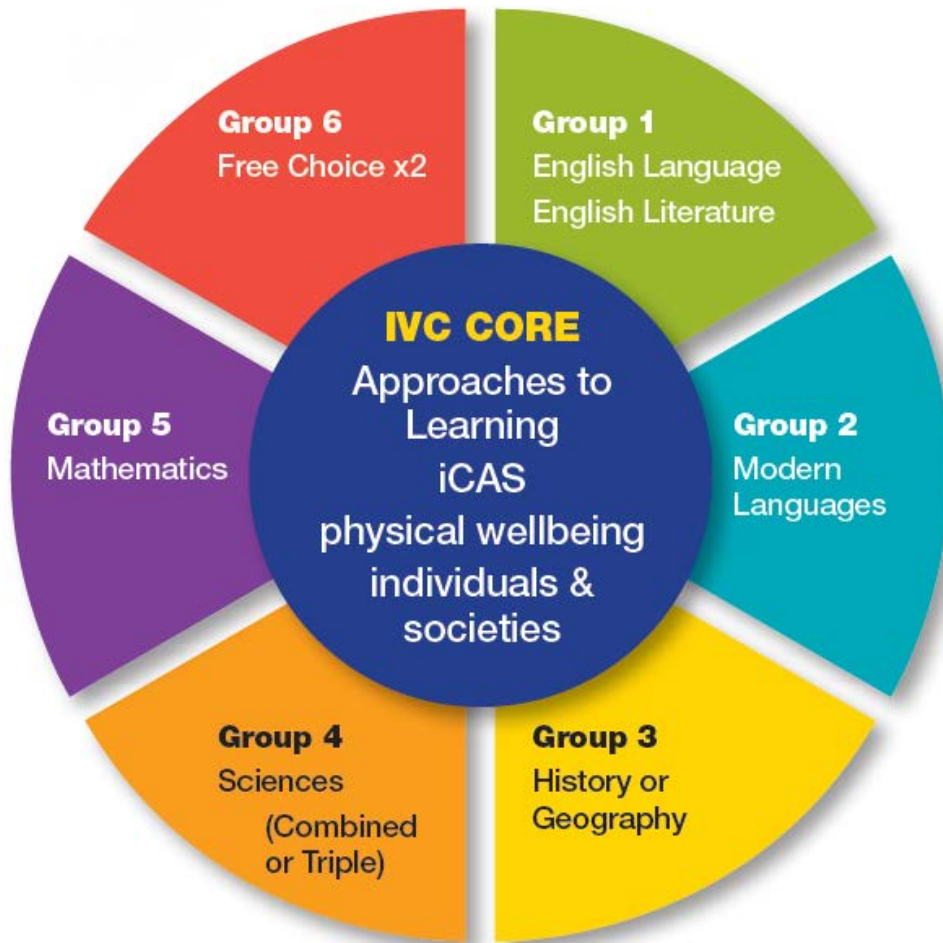 Group 6
Free Choice x2
Group 1
English Language
English Literature
IVC CORE
Approaches to
Learning
iCAS
physical wellbeing
individuals &
societies
Group 5
Mathematics
Group 2
Modern
Languages
Group 4
Sciences
(Combined
or Triple)
Group 3
History or
Geography